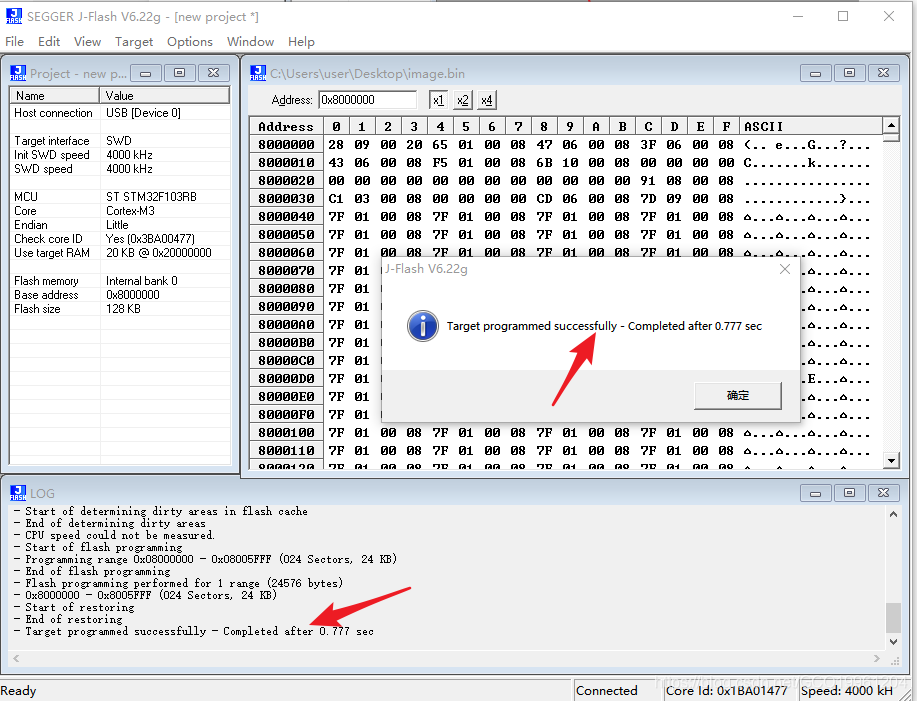 SEGGER J-Flash V6.22g - [new project *]
File Edit View Target Options Window Help
Project - new p...
Name Value
Host connection USB [Device 0]
Target interface SWD
Init SWD speed 4000 kHz
SWD speed 4000 kHz
MCU ST STM32F103RB
Core Cortex-M3
Endian Little
Check core ID Yes (0x3BA00477)
Use target RAM 20 KB @ 0x20000000
Flash memory Internal bank 0
Base address 0x8000000
Flash size 128 KB
C:\Users\user\Desktop\image.bin
Address: 0x8000000 x1 x2 x4
Address 0 1 2 3 4 5 6 7 8 9 A B C D E F ASCII
8000000 28 09 00 20 65 01 00 08 47 06 00 08 3F 06 00 08 (.. e...G...?...
8000010 43 06 00 08 F5 01 00 08 6B 10 00 08 00 00 00 00 C.......k.......
8000020 00 00 00 00 00 00 00 00 00 00 00 00 91 08 00 08 ................
8000030 C1 03 00 08 00 00 00 00 CD 06 00 08 7D 09 00 08 ............}...
8000040 7F 01 00 08 7F 01 00 08 7F 01 00 08 7F 01 00 08
8000050 7F 01 00 08 7F 01 00 08 7F 01 00 08 7F 01 00 08
8000060 7F 01 00 08 7F 01 00 08 7F 01 00 08 7F 01 00 08
8000070 7F 01
8000080 7F 01
8000090 7F 01
80000A0 7F 01
80000B0 7F 01
80000C0 7F 01
80000D0 7F 01
80000E0 7F 01
80000F0 7F 01
8000100 7F 01 00 08 7F 01 00 08 7F 01 00 08 7F 01 00 08
8000110 7F 01 00 08 7F 01 00 08 7F 01 00 08 7F 01 00 08
8000120 7F 01 00 08 7F 01 00 08 7F 01 00 08 7F 01 00 08
J-Flash V6.22g
Target programmed successfully - Completed after 0.777 sec
确定
LOG
- Start of determining dirty areas in flash cache
- End of determining dirty areas
- CPU speed could not be measured.
- Start of flash programming
- Programming range 0x08000000 - 0x08005FFF (024 Sectors, 24 KB)
- End of flash programming
- Flash programming performed for 1 range (24576 bytes)
- 0x8000000 - 0x8005FFF (024 Sectors, 24 KB)
- Start of restoring
- End of restoring
- Target programmed successfully - Completed after 0.777 sec
Ready Connected Core Id: 0x1BA01477 Speed: 4000 kH